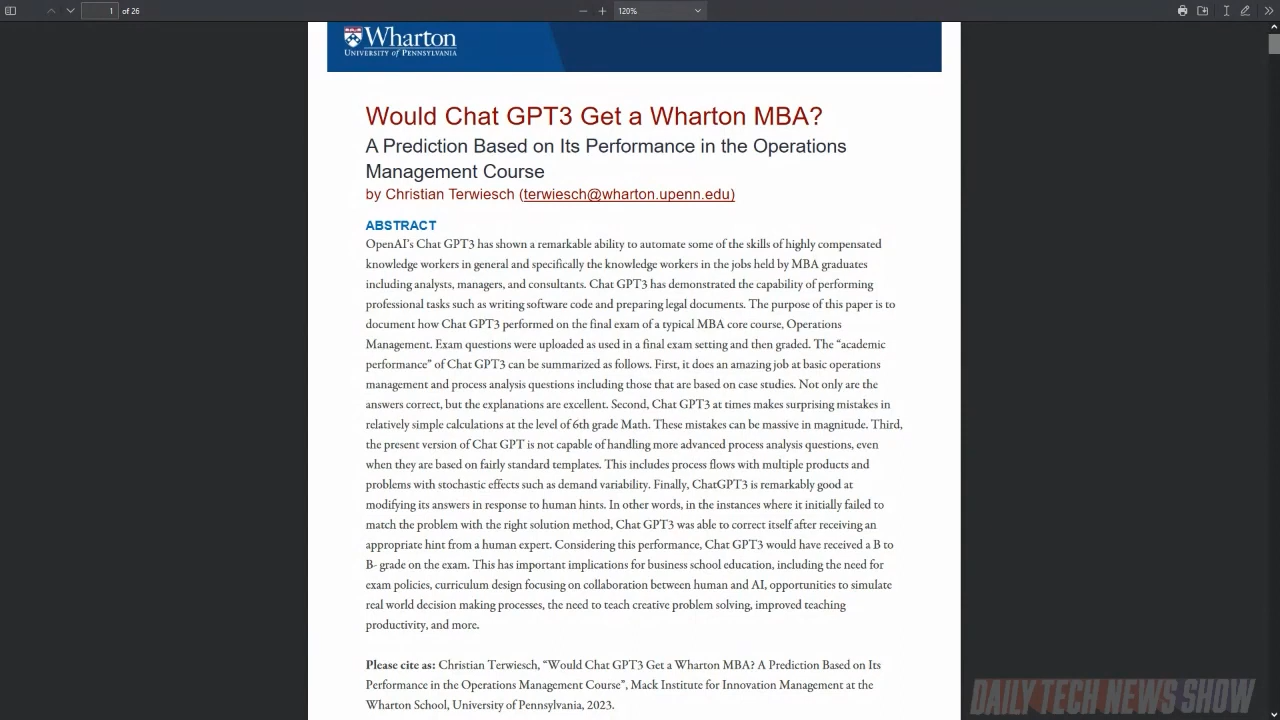 1 of 26
120%
Wharton
UNIVERSITY of PENNSYLVANIA
Would Chat GPT3 Get a Wharton MBA?
A Prediction Based on Its Performance in the Operations
Management Course
by Christian Terwiesch (terwiesch@wharton.upenn.edu)
ABSTRACT
OpenAI's Chat GPT3 has shown a remarkable ability to automate some of the skills of highly compensated
knowledge workers in general and specifically the knowledge workers in the jobs held by MBA graduates
including analysts, managers, and consultants. Chat GPT3 has demonstrated the capability of performing
professional tasks such as writing software code and preparing legal documents. The purpose of this paper is to
document how Chat GPT3 performed on the final exam of a typical MBA core course, Operations
Management. Exam questions were uploaded as used in a final exam setting and then graded. The “academic
performance” of Chat GPT3 can be summarized as follows. First, it does an amazing job at basic operations
management and process analysis questions including those that are based on case studies. Not only are the
answers correct, but the explanations are excellent. Second, Chat GPT3 at times makes surprising mistakes in
relatively simple calculations at the level of 6th grade Math. These mistakes can be massive in magnitude. Third,
the present version of Chat GPT is not capable of handling more advanced process analysis questions, even
when they are based on fairly standard templates. This includes process flows with multiple products and
problems with stochastic effects such as demand variability. Finally, ChatGPT3 is remarkably good at
modifying its answers in response to human hints. In other words, in the instances where it initially failed to
match the problem with the right solution method, Chat GPT3 was able to correct itself after receiving an
appropriate hint from a human expert. Considering this performance, Chat GPT3 would have received a B to
B- grade on the exam. This has important implications for business school education, including the need for
exam policies, curriculum design focusing on collaboration between human and AI, opportunities to simulate
real world decision making processes, the need to teach creative problem solving, improved teaching
productivity, and more.
Please cite as: Christian Terwiesch, “Would Chat GPT3 Get a Wharton MBA? A Prediction Based on Its
Performance in the Operations Management Course”, Mack Institute for Innovation Management at the
Wharton School, University of Pennsylvania, 2023.
DAILY TECH NEWS SHOW